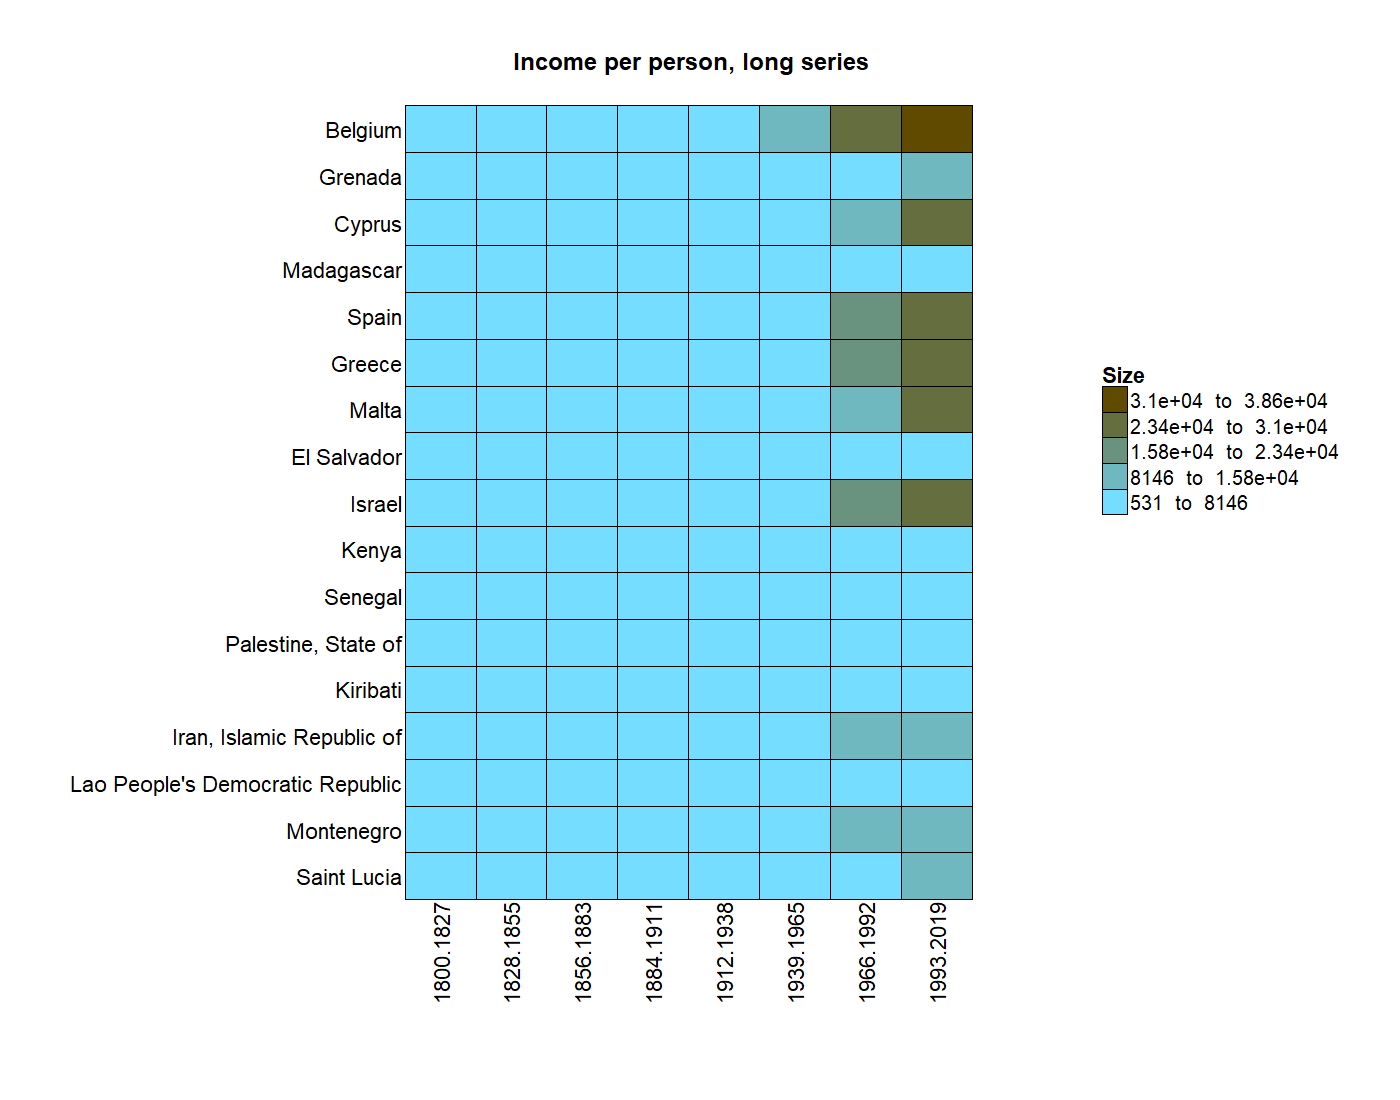 Income per person, long series
Belgium
Grenada
Cyprus
Madagascar
Spain
Greece
Malta
El Salvador
Israel
Kenya
Senegal
Palestine, State of
Kiribati
Iran, Islamic Republic of
Lao People's Democratic Republic
Montenegro
Saint Lucia
1800.1827
1828.1855
1856.1883
1884.1911
1912.1938
1939.1965
1966.1992
1993.2019
Size
3.1e+04 to 3.86e+04
2.34e+04 to 3.1e+04
1.58e+04 to 2.34e+04
8146 to 1.58e+04
531 to 8146